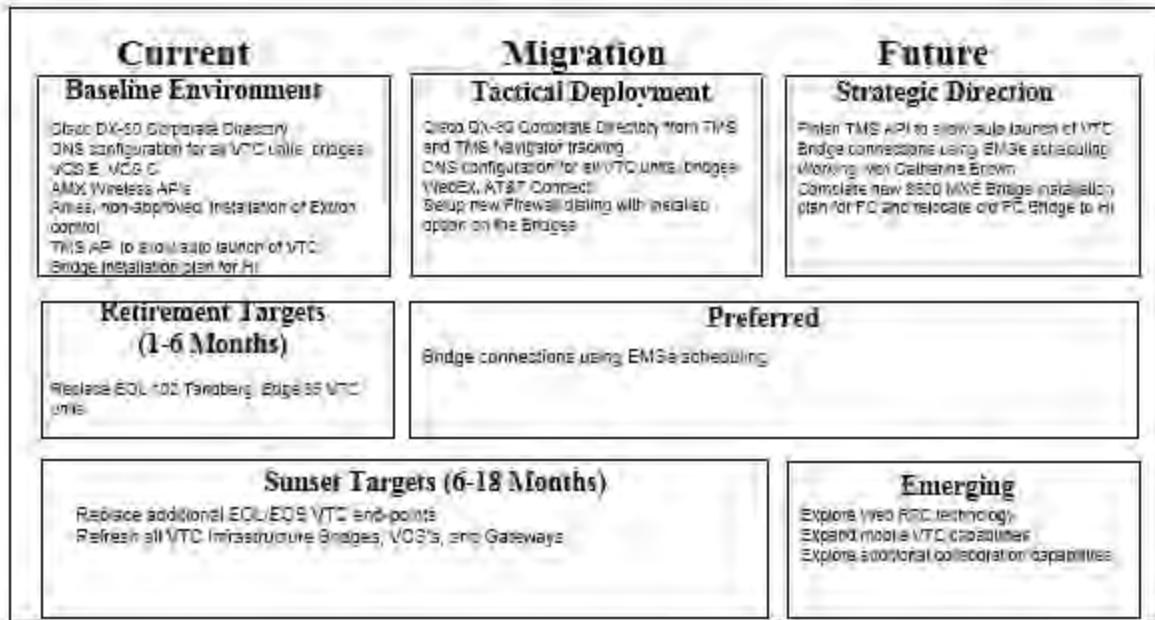 Current
Baseline Environment
Cisco DX-80 Corporate Directory
DNS configuration for all VTC units, bridges
VCS E, VCS C
AMX Wireless APIs
non-approved, installation of Extron
control
TMS API to allow auto launch of VTC
Bridge installation plan for HI
Migration
Tactical Deployment
Cisco DX-80 Corporate Directory from TMS
and TMS Navigator tracking
DNS configuration for all VTC units, bridges
WebEx, AT&T Connect
Setup new Firewall dialing with installed
option on the Bridges
Future
Strategic Direction
Finish TMS API to allow auto launch of VTC
Bridge connections using EMSe scheduling
Working with Catherine Brown
Complete new MXE Bridge installation
plan for and relocate old Bridge to HI
Retirement Targets
(1-6 Months)
Replace EOL Tandberg, Edge 95 VTC
units
Preferred
Bridge connections using EMSe scheduling
Sunset Targets (6-18 Months)
Replace additional EOL/EOS VTC end-points
Refresh all VTC Infrastructure Bridges, VCS's, and Gateways
Emerging
Explore Web RTC technology
Expand mobile VTC capabilities
Explore additional collaboration capabilities